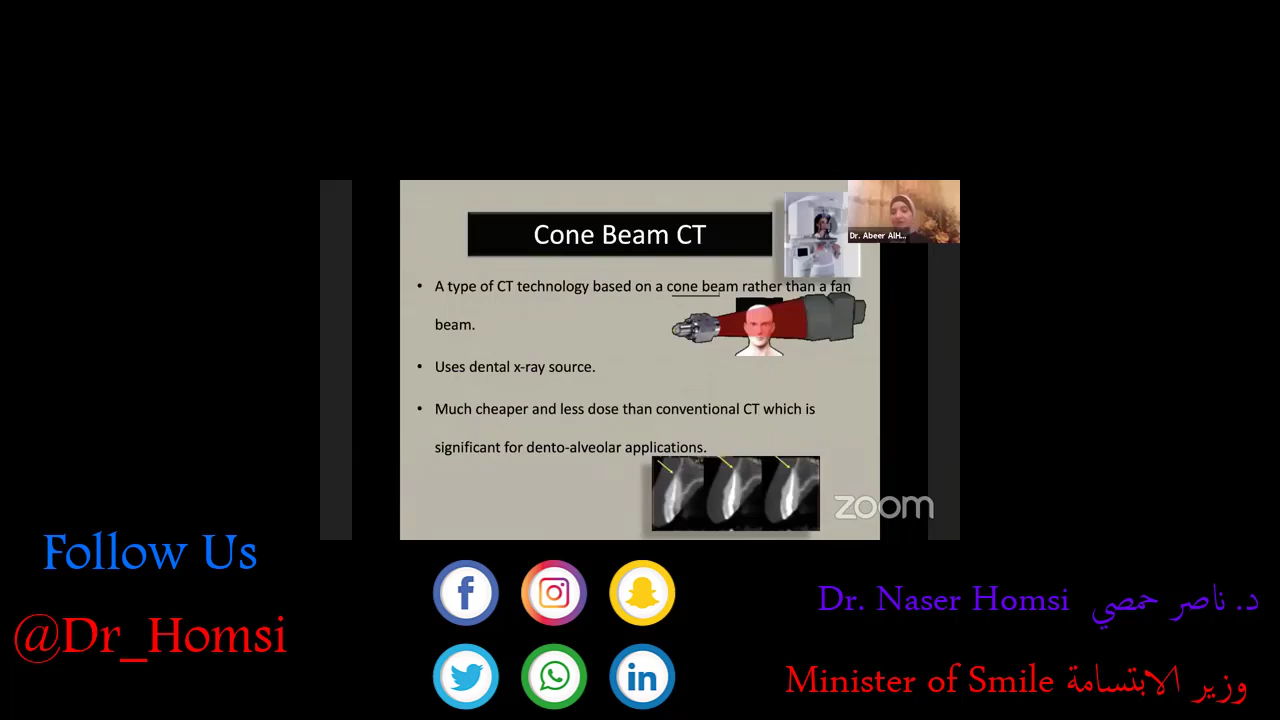 Cone Beam CT
Dr. Abeer AlH...
• A type of CT technology based on a cone beam rather than a fan
beam.
• Uses dental x-ray source.
• Much cheaper and less dose than conventional CT which is
significant for dento-alveolar applications.
zoom
Follow Us
@Dr_Homsi
f
in
Dr. Naser Homsi د. ناصر حمصي
Minister of Smile وزير الابتسامة